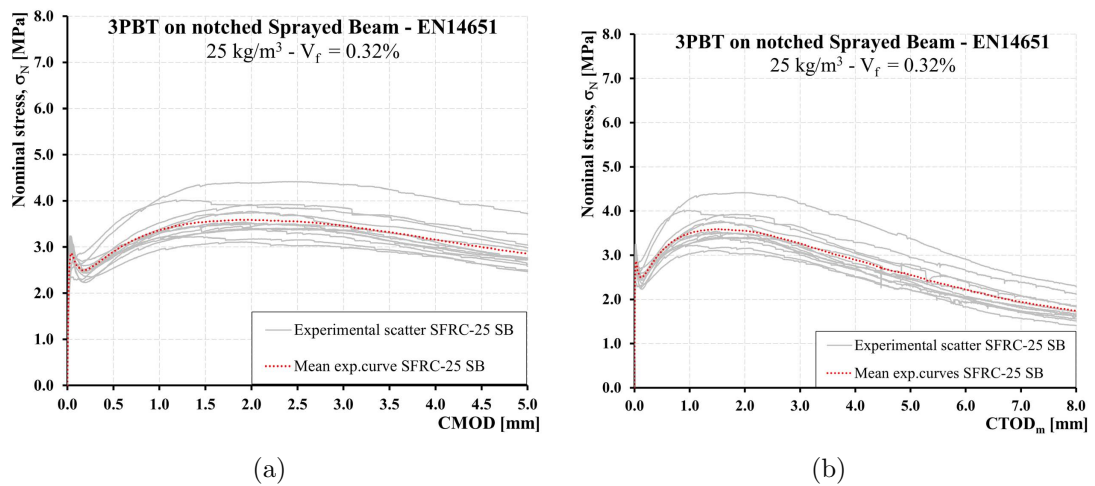 3PBT on notched Sprayed Beam - EN14651
25 kg/m³ - V_f = 0.32%
Nominal stress, σ_N [MPa]
8.0
7.0
6.0
5.0
4.0
3.0
2.0
1.0
0.0
Experimental scatter SFRC-25 SB
Mean exp.curve SFRC-25 SB
0.0 0.5 1.0 1.5 2.0 2.5 3.0 3.5 4.0 4.5 5.0
CMOD [mm]
(a)
3PBT on notched Sprayed Beam - EN14651
25 kg/m³ - V_f = 0.32%
Nominal stress, σ_N [MPa]
8.0
7.0
6.0
5.0
4.0
3.0
2.0
1.0
0.0
Experimental scatter SFRC-25 SB
Mean exp.curves SFRC-25 SB
0.0 1.0 2.0 3.0 4.0 5.0 6.0 7.0 8.0
CTOD_m [mm]
(b)